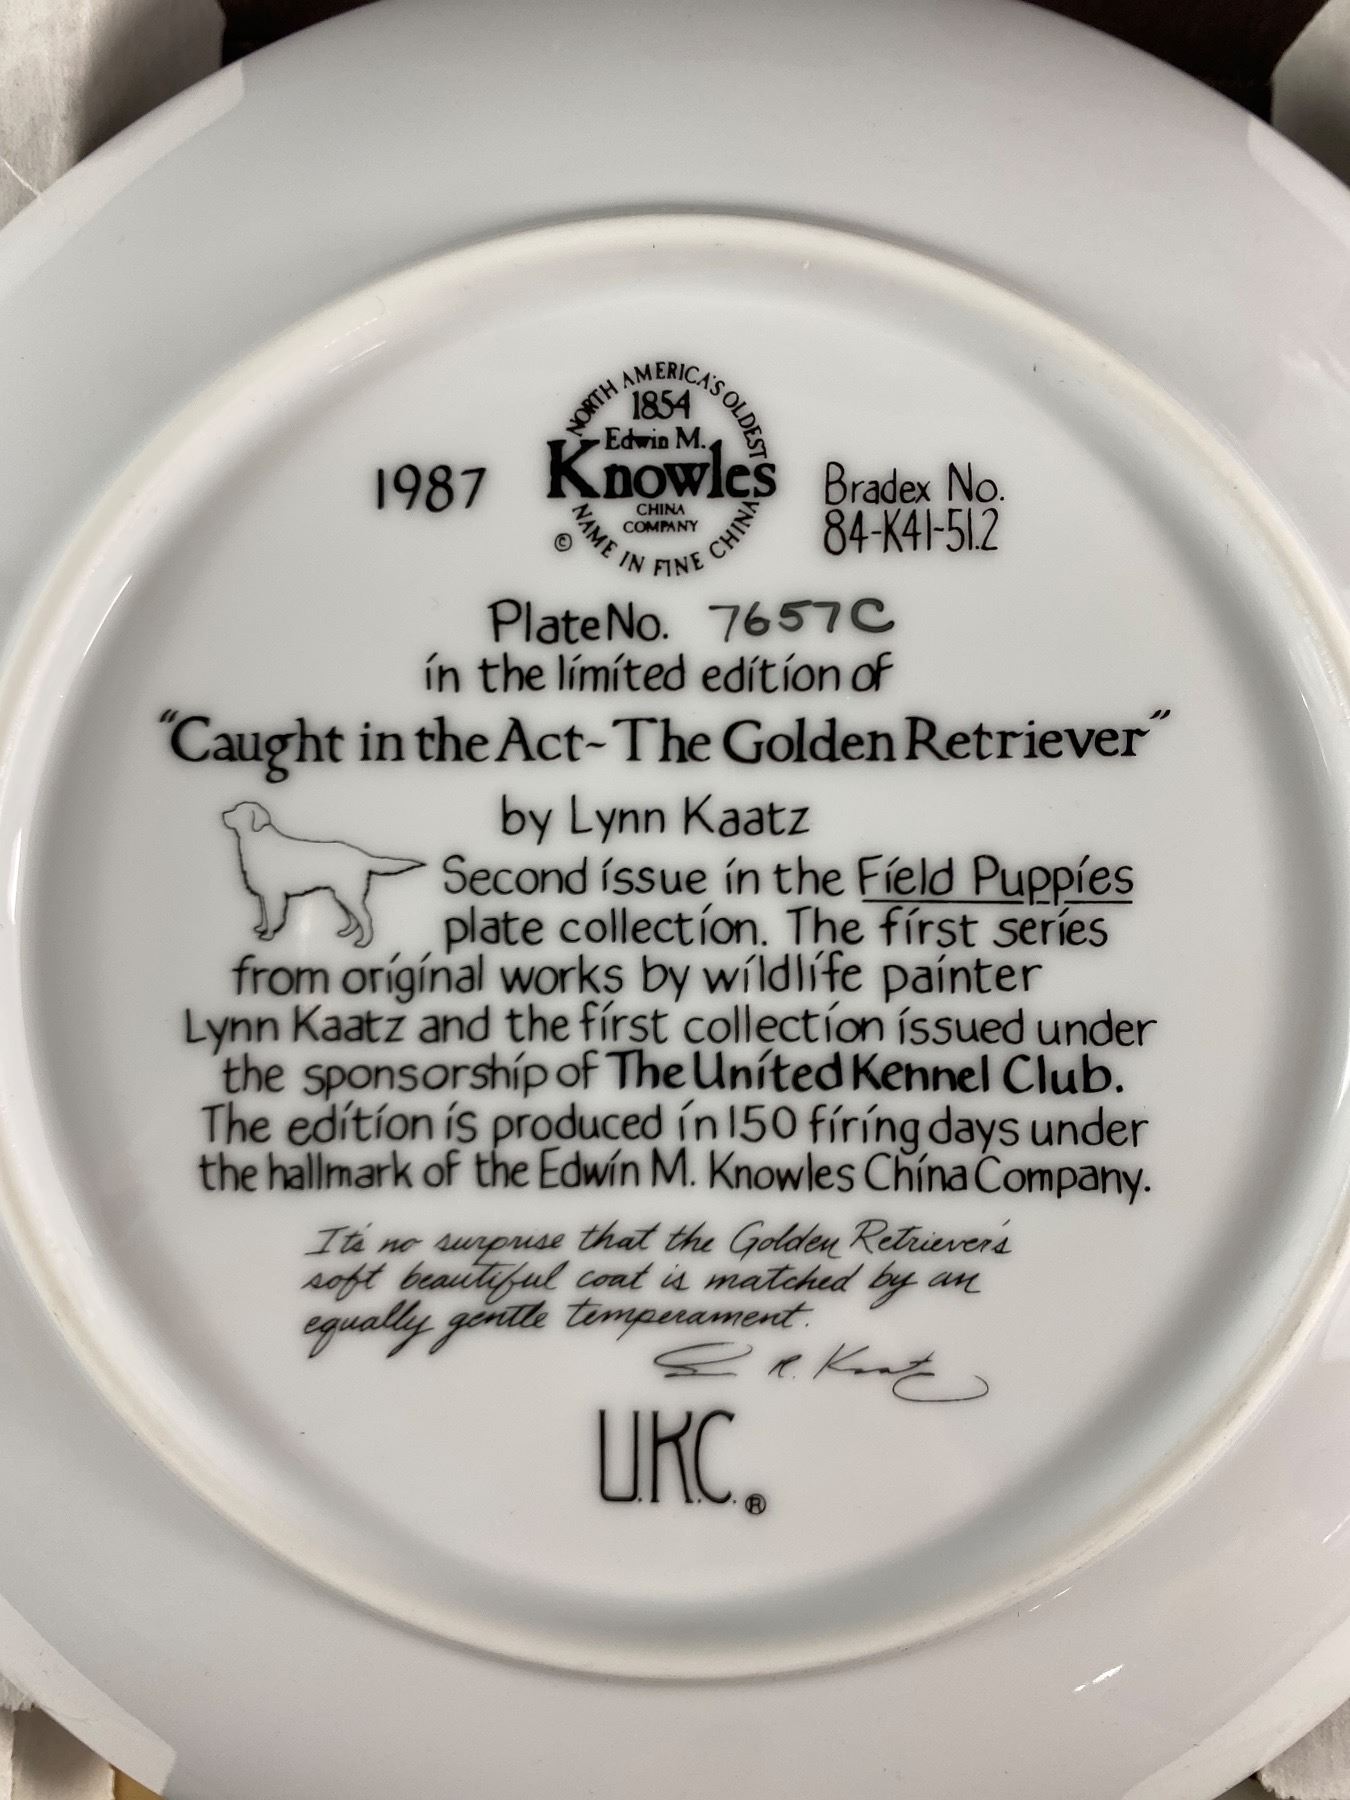 NORTH AMERICA'S OLDEST
1854
Edwin M.
Knowles
CHINA
COMPANY
NAME IN FINE CHINA
©
1987
Bradex No.
84-K41-51.2
Plate No. 7657C
in the limited edition of
"Caught in the Act~The Golden Retriever"
by Lynn Kaatz
Second issue in the Field Puppies
plate collection. The first series
from original works by wildlife painter
Lynn Kaatz and the first collection issued under
the sponsorship of The United Kennel Club.
The edition is produced in 150 firing days under
the hallmark of the Edwin M. Knowles China Company.
It's no surprise that the Golden Retriever's
soft beautiful coat is matched by an
equally gentle temperament.
R. Kaatz
U.K.C.®